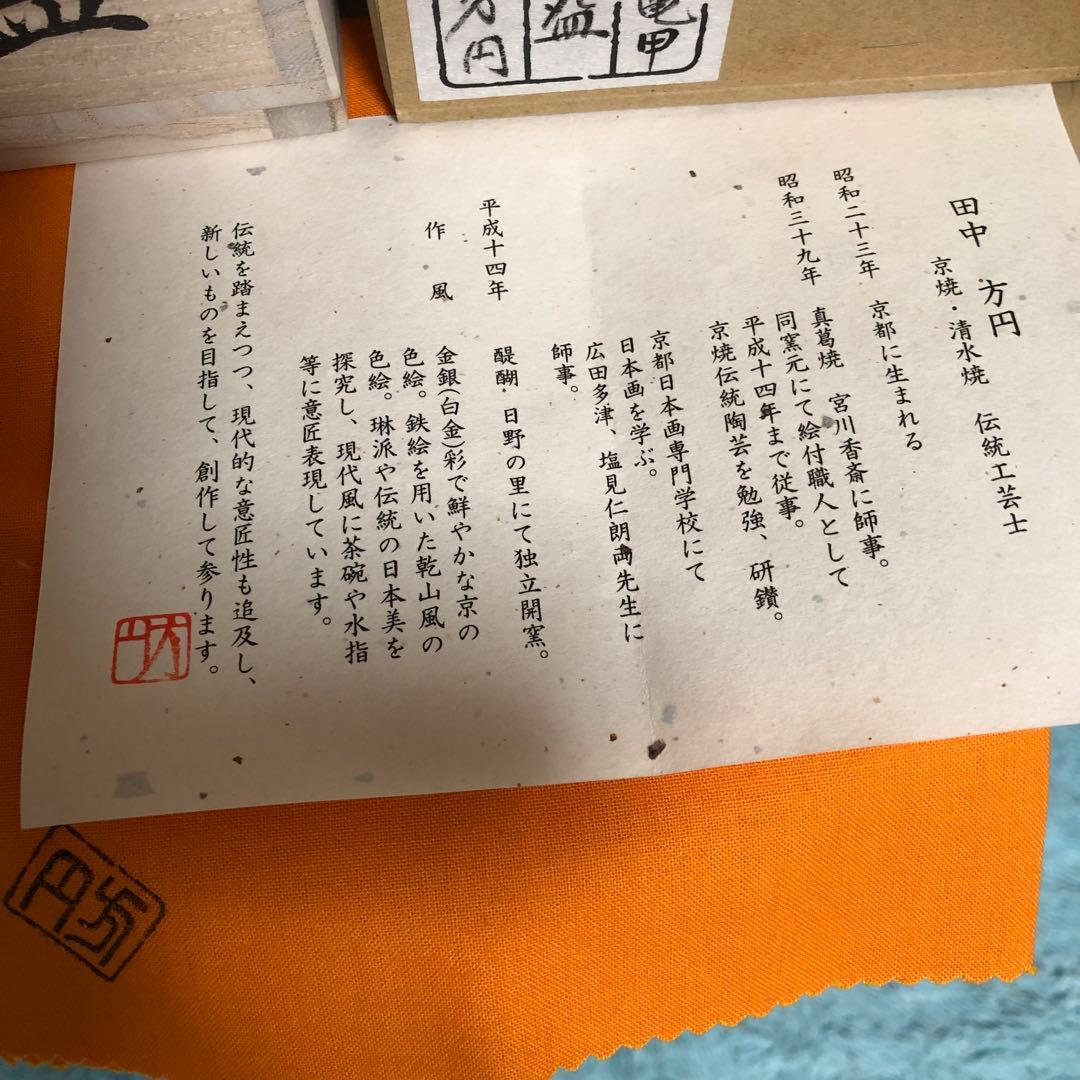 亀甲
盃
方円
田中 方円
京焼・清水焼 伝統工芸士
昭和二十三年 京都に生まれる
昭和三十九年 真葛焼 宮川香斎に師事。
同窯元にて絵付職人として
平成十四年まで従事。
京焼伝統陶芸を勉強、研鑚。
京都日本画専門学校にて
日本画を学ぶ。
広田多津、塩見仁朗両先生に
師事。
平成十四年 醍醐・日野の里にて独立開窯。
作風 金銀(白金)彩で鮮やかな京の
色絵。鉄絵を用いた乾山風の
色絵。琳派や伝統の日本美を
探究し、現代風に茶碗や水指
等に意匠表現しています。
伝統を踏まえつつ、現代的な意匠性も追及し、
新しいものを目指して、創作して参ります。
方円
方円